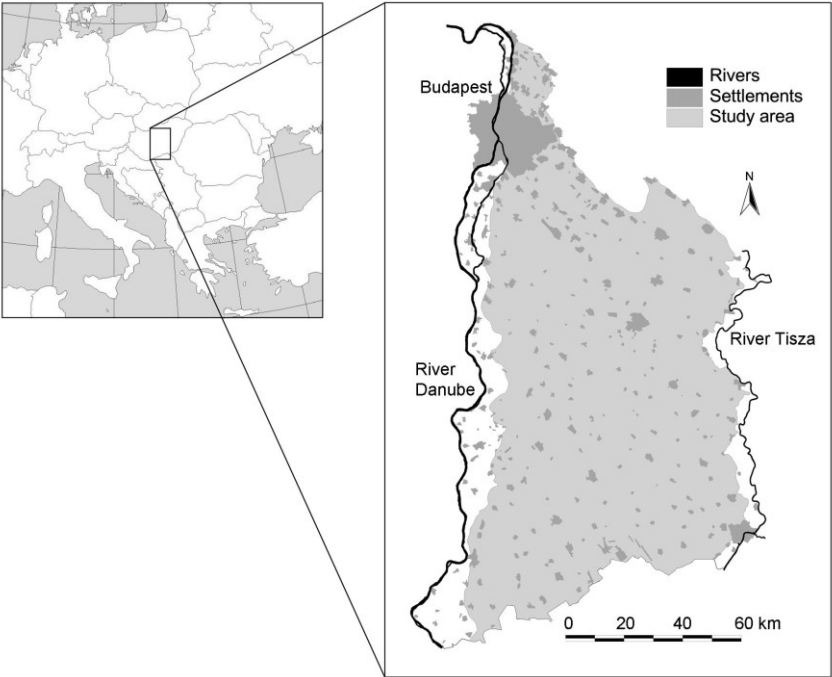 Budapest
Rivers
Settlements
Study area
N
River Tisza
River
Danube
0 20 40 60 km